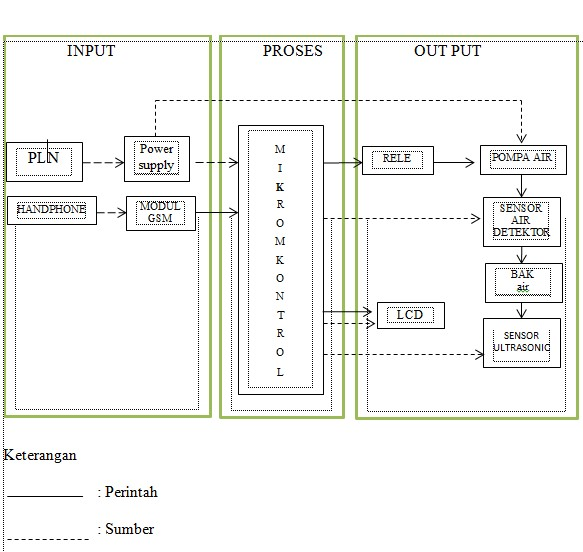 INPUT
PROSES
OUT PUT
PLN
Power
supply
HANDPHONE
MODUL
GSM
M
I
K
R
O
M
K
O
N
T
R
O
L
RELE
POMPA AIR
SENSOR
AIR
DETEKTOR
BAK
air
LCD
SENSOR
ULTRASONIC
Keterangan
: Perintah
: Sumber